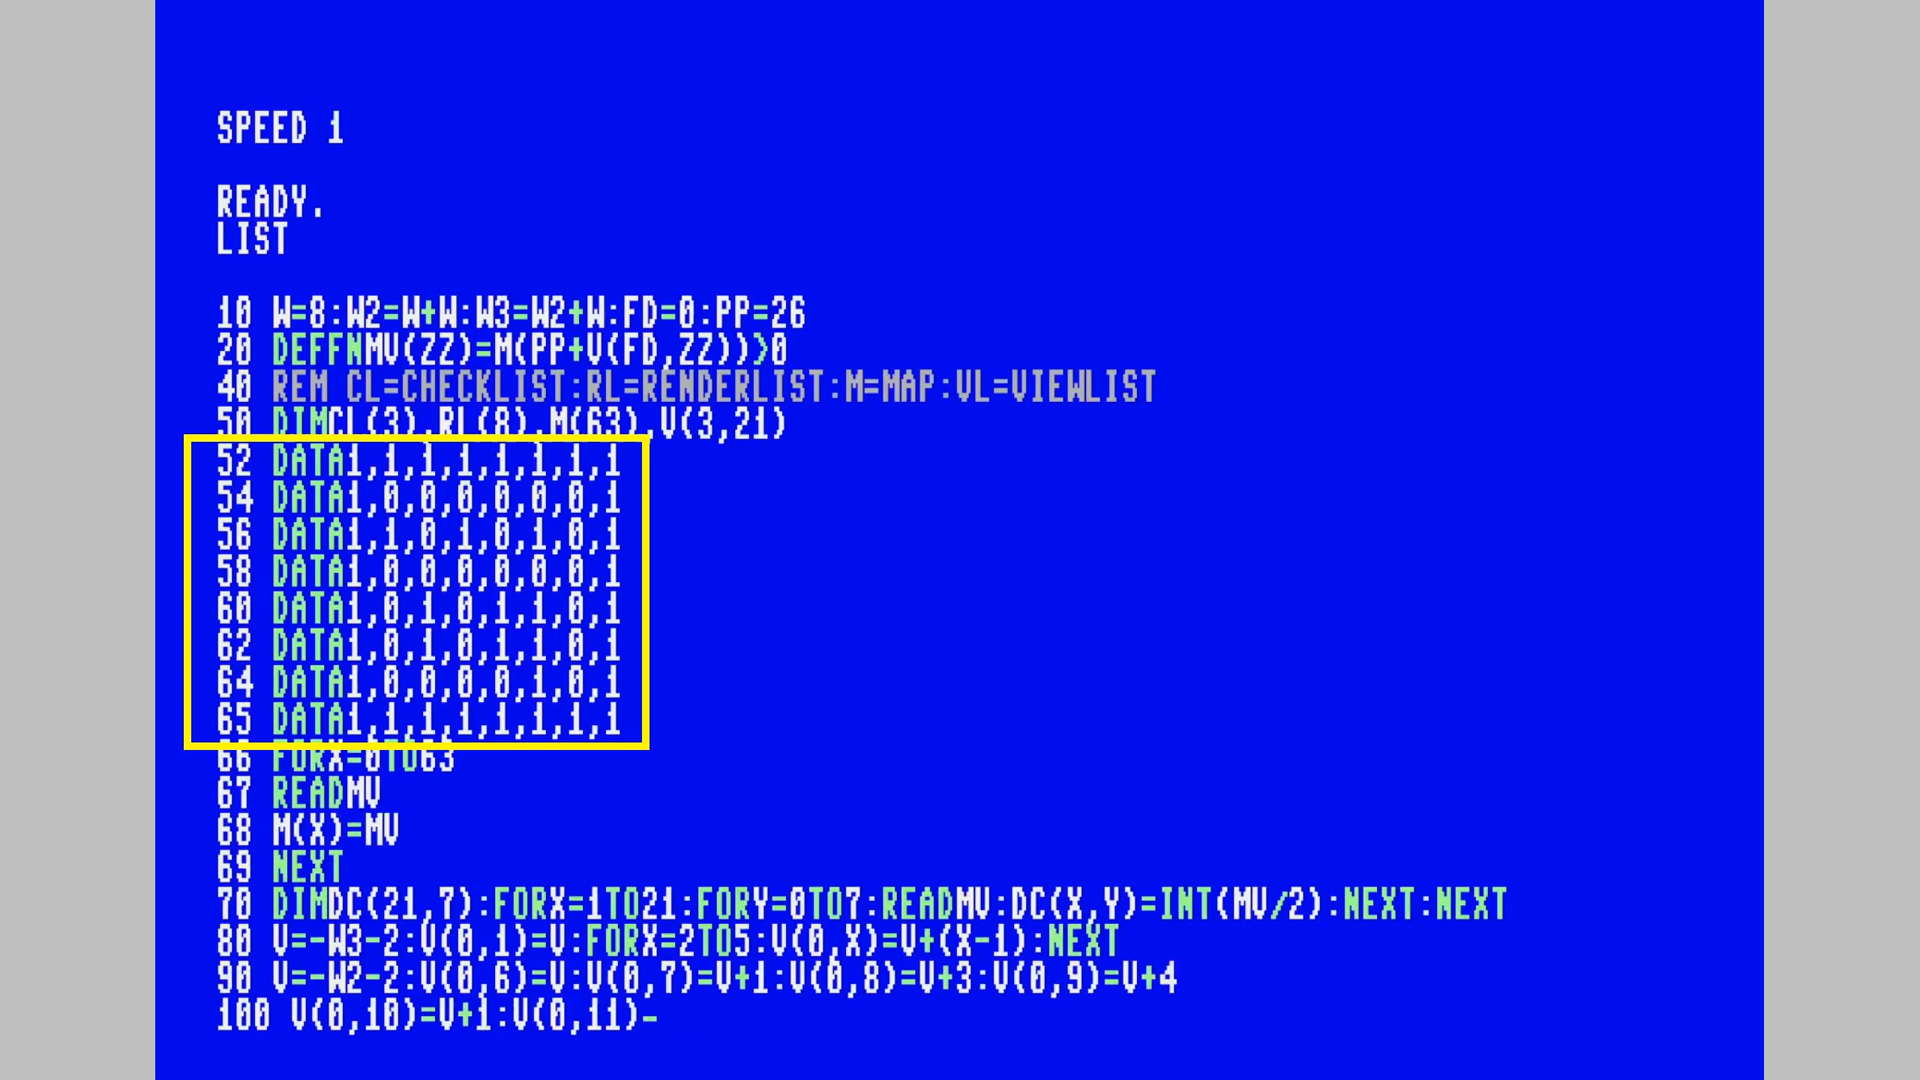 SPEED 1
READY.
LIST
10 W=8:W2=W+W:W3=W2+W:FD=0:PP=26
20 DEFFNMV(ZZ)=M(PP+V(FD,ZZ))>0
40 REM CL=CHECKLIST:RL=RENDERLIST:M=MAP:VL=VIEWLIST
50 DIMCL(3),RL(8),M(63),V(3,21)
52 DATA1,1,1,1,1,1,1,1
54 DATA1,0,0,0,0,0,0,1
56 DATA1,1,0,1,0,1,0,1
58 DATA1,0,0,0,0,0,0,1
60 DATA1,0,1,0,1,1,0,1
62 DATA1,0,1,0,1,1,0,1
64 DATA1,0,0,0,0,1,0,1
65 DATA1,1,1,1,1,1,1,1
66 FORX=0TO63
67 READMV
68 M(X)=MV
69 NEXT
70 DIMDC(21,7):FORX=1TO21:FORY=0TO7:READMV:DC(X,Y)=INT(MV/2):NEXT:NEXT
80 V=-W3-2:V(0,1)=V:FORX=2TO5:V(0,X)=V+(X-1):NEXT
90 V=-W2-2:V(0,6)=V:V(0,7)=V+1:V(0,8)=V+3:V(0,9)=V+4
100 V(0,10)=V+1:V(0,11)-